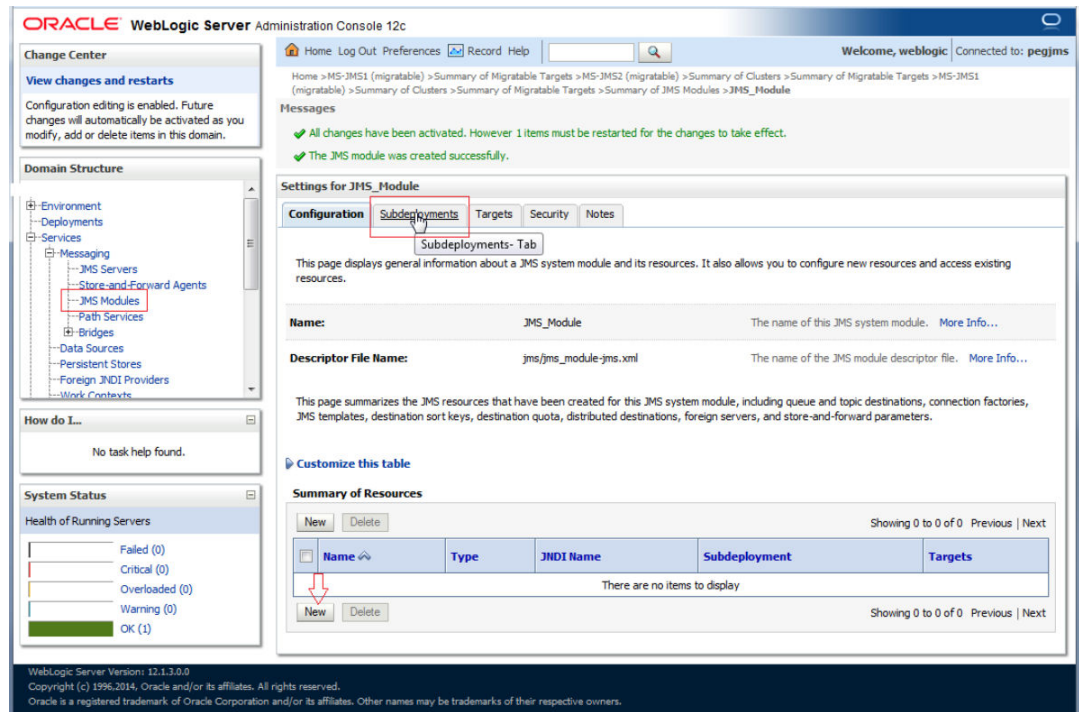 ORACLE WebLogic Server Administration Console 12c
Change Center
View changes and restarts
Configuration editing is enabled. Future
changes will automatically be activated as you
modify, add or delete items in this domain.
Domain Structure
Environment
Deployments
Services
Messaging
JMS Servers
Store-and-Forward Agents
JMS Modules
Path Services
Bridges
Data Sources
Persistent Stores
Foreign JNDI Providers
Work Contexts
How do I...
No task help found.
System Status
Health of Running Servers
Failed (0)
Critical (0)
Overloaded (0)
Warning (0)
OK (1)
Home Log Out Preferences Record Help
Welcome, weblogic Connected to: pegjms
Home >MS-JMS1 (migratable) >Summary of Migratable Targets >MS-JMS2 (migratable) >Summary of Clusters >Summary of Migratable Targets >MS-JMS1
(migratable) >Summary of Clusters >Summary of Migratable Targets >Summary of JMS Modules >JMS_Module
Messages
All changes have been activated. However 1 items must be restarted for the changes to take effect.
The JMS module was created successfully.
Settings for JMS_Module
Configuration Subdeployments Targets Security Notes
Subdeployments- Tab
This page displays general information about a JMS system module and its resources. It also allows you to configure new resources and access existing
resources.
Name: JMS_Module The name of this JMS system module. More Info...
Descriptor File Name: jms/jms_module-jms.xml The name of the JMS module descriptor file. More Info...
This page summarizes the JMS resources that have been created for this JMS system module, including queue and topic destinations, connection factories,
JMS templates, destination sort keys, destination quota, distributed destinations, foreign servers, and store-and-forward parameters.
Customize this table
Summary of Resources
New Delete Showing 0 to 0 of 0 Previous | Next
Name Type JNDI Name Subdeployment Targets
There are no items to display
New Delete Showing 0 to 0 of 0 Previous | Next
WebLogic Server Version: 12.1.3.0.0
Copyright (c) 1996,2014, Oracle and/or its affiliates. All rights reserved.
Oracle is a registered trademark of Oracle Corporation and/or its affiliates. Other names may be trademarks of their respective owners.